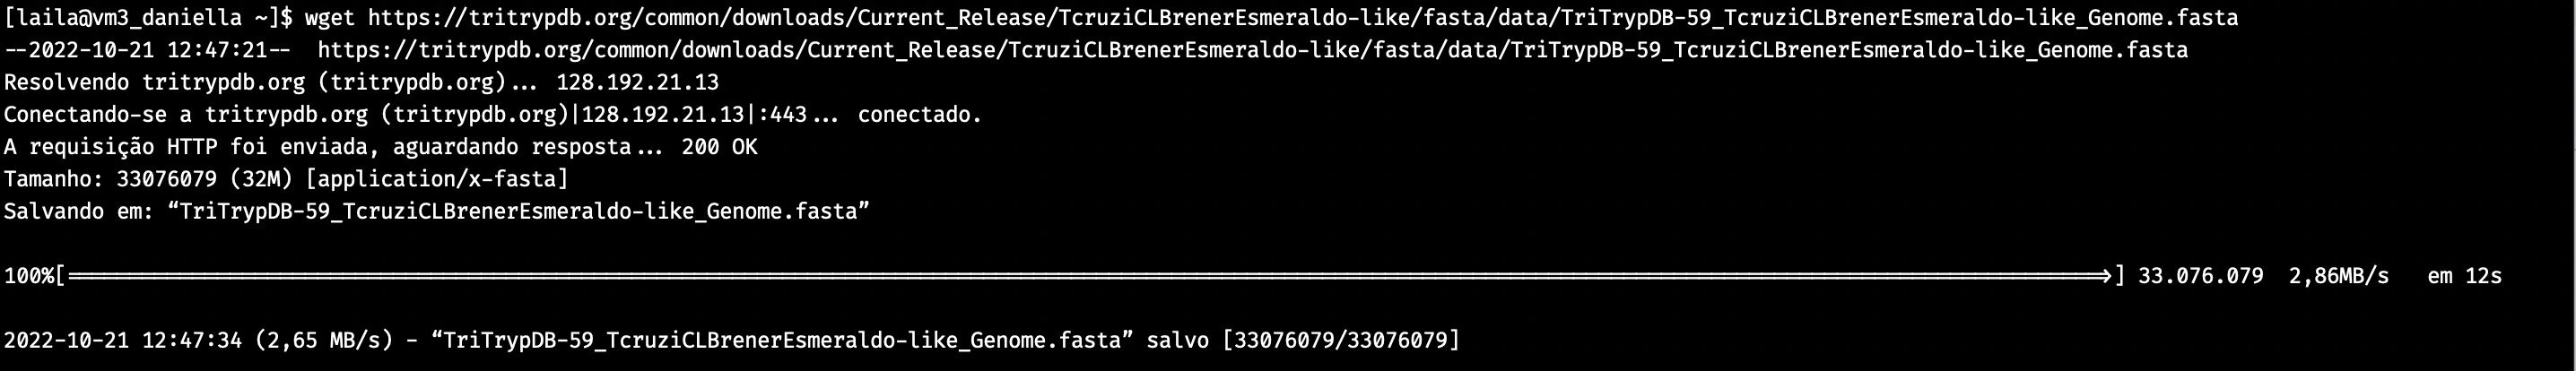 [laila@vm3_daniella ~]$ wget https://tritrypdb.org/common/downloads/Current_Release/TcruziCLBrenerEsmeraldo-like/fasta/data/TriTrypDB-59_TcruziCLBrenerEsmeraldo-like_Genome.fasta
--2022-10-21 12:47:21--  https://tritrypdb.org/common/downloads/Current_Release/TcruziCLBrenerEsmeraldo-like/fasta/data/TriTrypDB-59_TcruziCLBrenerEsmeraldo-like_Genome.fasta
Resolvendo tritrypdb.org (tritrypdb.org)... 128.192.21.13
Conectando-se a tritrypdb.org (tritrypdb.org)|128.192.21.13|:443... conectado.
A requisição HTTP foi enviada, aguardando resposta... 200 OK
Tamanho: 33076079 (32M) [application/x-fasta]
Salvando em: “TriTrypDB-59_TcruziCLBrenerEsmeraldo-like_Genome.fasta”
100%[======================================>] 33.076.079  2,86MB/s   em 12s
2022-10-21 12:47:34 (2,65 MB/s) - “TriTrypDB-59_TcruziCLBrenerEsmeraldo-like_Genome.fasta” salvo [33076079/33076079]